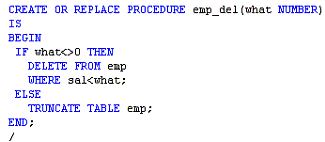 CREATE OR REPLACE PROCEDURE emp_del(what NUMBER)
IS
BEGIN
IF what<>0 THEN
DELETE FROM emp
WHERE sal<what;
ELSE
TRUNCATE TABLE emp;
END;
/